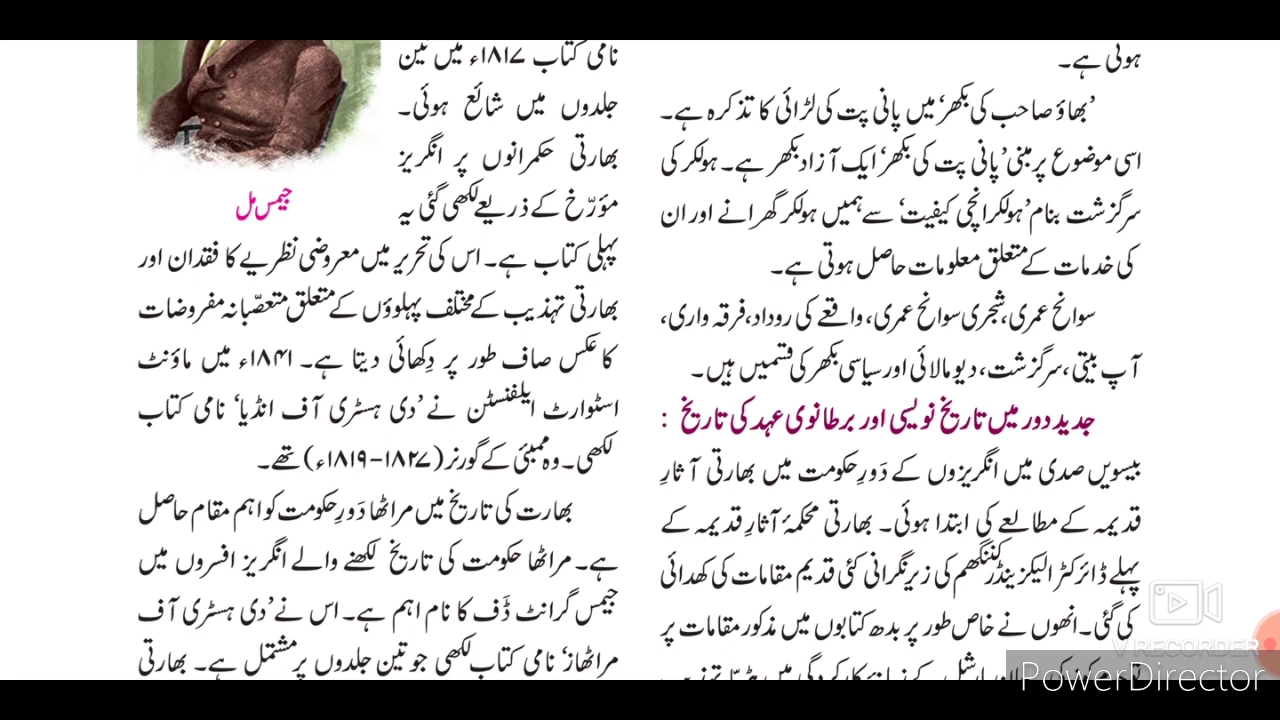 ہوتی ہے۔
'بھاؤ صاحب کی بکھر' میں پانی پت کی لڑائی کا تذکرہ ہے۔
اسی موضوع پر مبنی 'پانی پت کی بکھر' ایک آزاد بکھر ہے۔ ہولکر کی
سرگزشت بنام 'ہولکرانچی کیفیت' سے ہمیں ہولکر گھرانے اور ان
کی خدمات کے متعلق معلومات حاصل ہوتی ہے۔
سوانح عمری، شجری سوانح عمری، واقعے کی روداد، فرقہ واری،
آپ بیتی، سرگزشت، دیومالائی اور سیاسی بکھر کی قسمیں ہیں۔
جدید دور میں تاریخ نویسی اور برطانوی عہد کی تاریخ :
بیسویں صدی میں انگریزوں کے دَورِ حکومت میں بھارتی آثارِ
قدیمہ کے مطالعے کی ابتدا ہوئی۔ بھارتی محکمۂ آثارِ قدیمہ کے
پہلے ڈائرکٹر الیکزینڈر کننگھم کی زیرِ نگرانی کئی قدیم مقامات کی کھدائی
کی گئی۔ انھوں نے خاص طور پر بدھ کتابوں میں مذکور مقامات پر
نامی کتاب ۱۸۱۷ء میں تین
جلدوں میں شائع ہوئی۔
بھارتی حکمرانوں پر انگریز
مؤرّخ کے ذریعے لکھی گئی یہ
جیمس مل
پہلی کتاب ہے۔ اس کی تحریر میں معروضی نظریے کا فقدان اور
بھارتی تہذیب کے مختلف پہلوؤں کے متعلق متعصّبانہ مفروضات
کا عکس صاف طور پر دِکھائی دیتا ہے۔ ۱۸۴۱ء میں ماؤنٹ
اسٹوارٹ ایلفنسٹن نے 'دی ہسٹری آف انڈیا' نامی کتاب
لکھی۔ وہ ممبئی کے گورنر (۱۸۲۷-۱۸۱۹ء) تھے۔
بھارت کی تاریخ میں مراٹھا دَورِ حکومت کو اہم مقام حاصل
ہے۔ مراٹھا حکومت کی تاریخ لکھنے والے انگریز افسروں میں
جیمس گرانٹ ڈَف کا نام اہم ہے۔ اس نے 'دی ہسٹری آف
مراٹھاز' نامی کتاب لکھی جو تین جلدوں پر مشتمل ہے۔ بھارتی
V RECORDER
PowerDirector